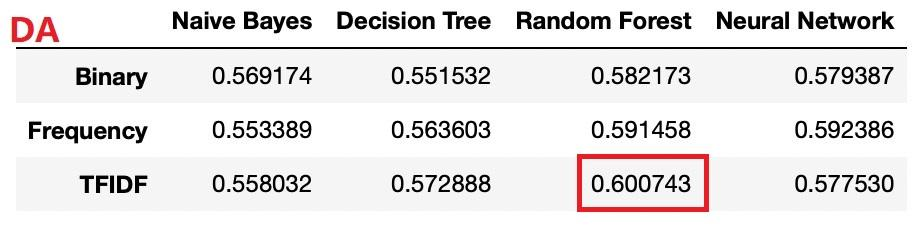 DA Naive Bayes Decision Tree Random Forest Neural Network
Binary 0.569174 0.551532 0.582173 0.579387
Frequency 0.553389 0.563603 0.591458 0.592386
TFIDF 0.558032 0.572888 0.600743 0.577530